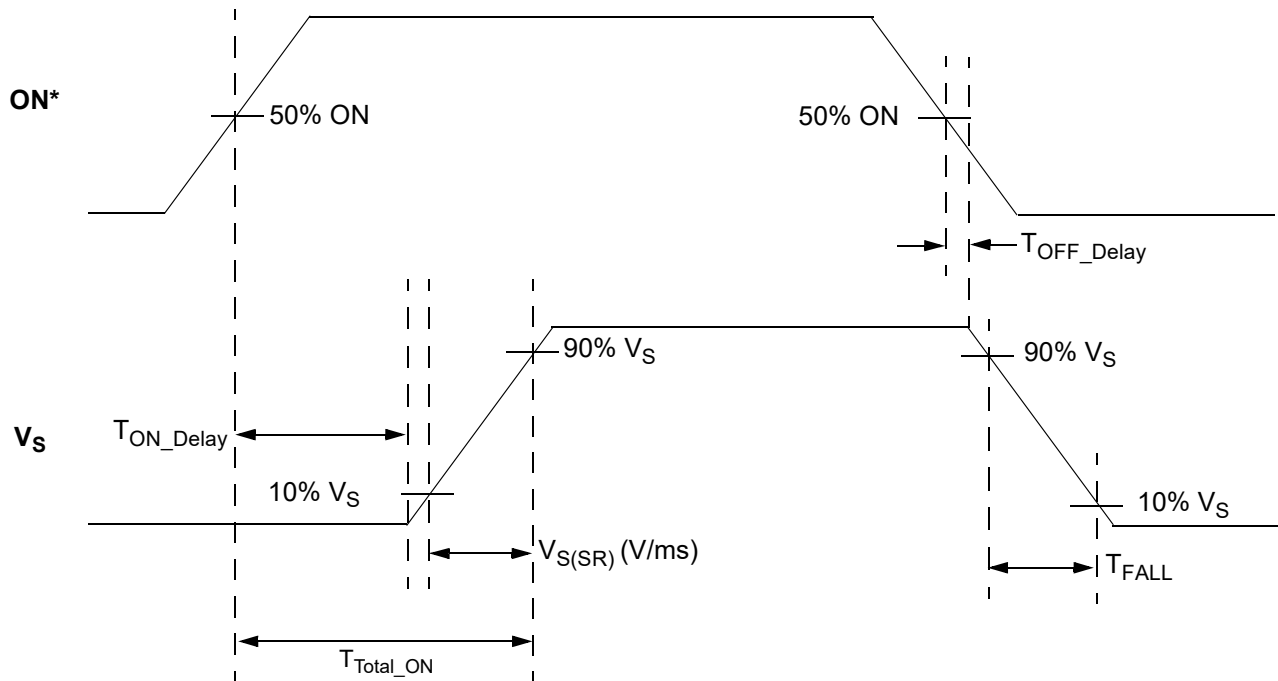 ON*
50% ON
50% ON
T_OFF_Delay
90% V_S
90% V_S
V_S
T_ON_Delay
10% V_S
10% V_S
V_S(SR) (V/ms)
T_FALL
T_Total_ON